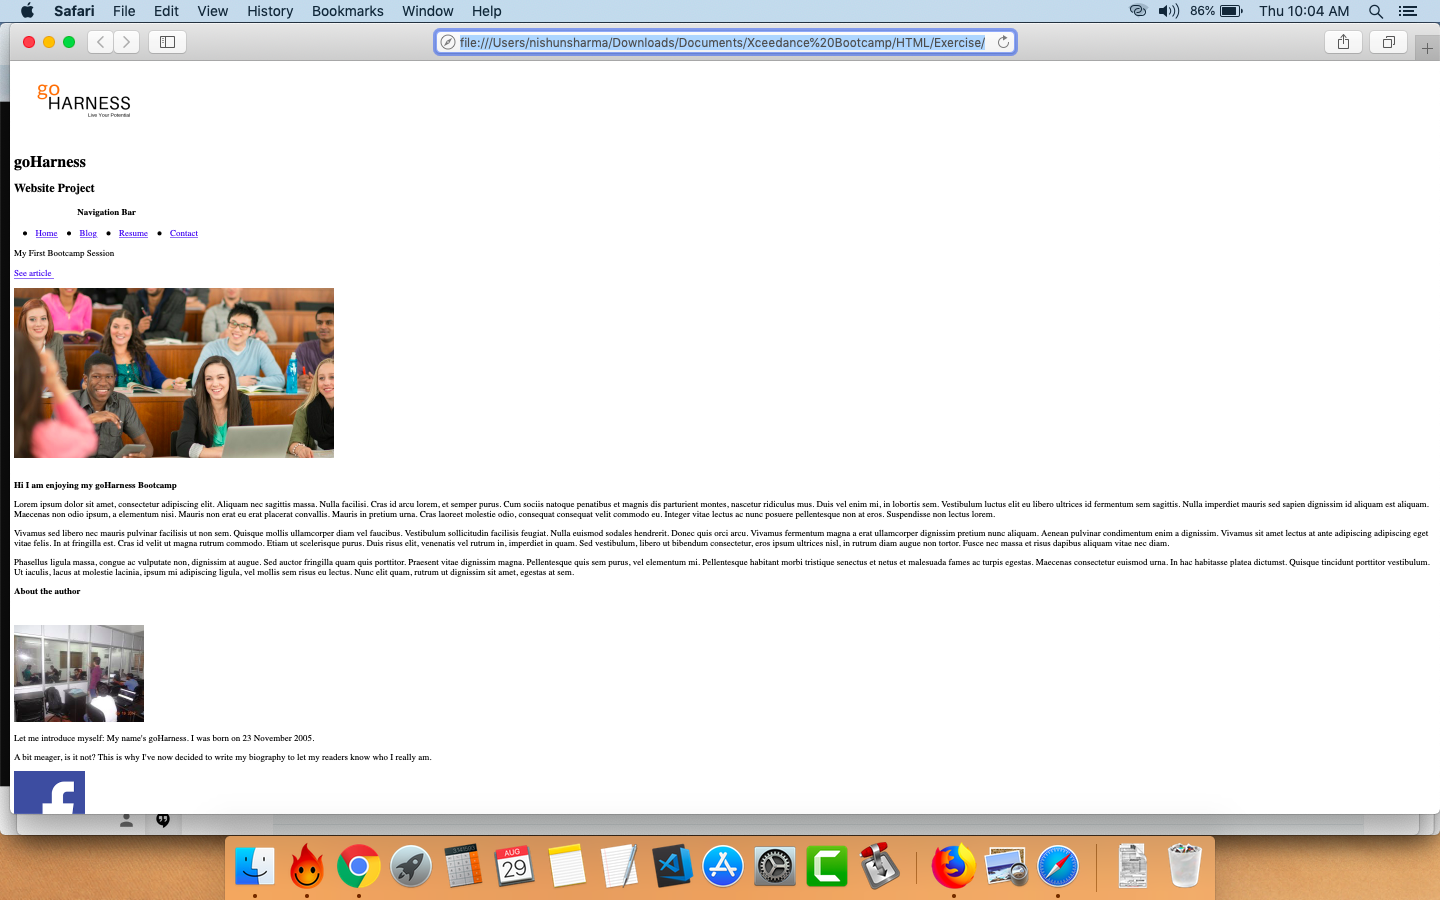 Safari File Edit View History Bookmarks Window Help 86% Thu 10:04 AM
file:///Users/nishunsharma/Downloads/Documents/Xceedance%20Bootcamp/HTML/Exercise/
go
HARNESS
Live Your Potential
goHarness
Website Project
Navigation Bar
• Home • Blog • Resume • Contact
My First Bootcamp Session
See article
Hi I am enjoying my goHarness Bootcamp
Lorem ipsum dolor sit amet, consectetur adipiscing elit. Aliquam nec sagittis massa. Nulla facilisi. Cras id arcu lorem, et semper purus. Cum sociis natoque penatibus et magnis dis parturient montes, nascetur ridiculus mus. Duis vel enim mi, in lobortis sem. Vestibulum luctus elit eu libero ultrices id fermentum sem sagittis. Nulla imperdiet mauris sed sapien dignissim id aliquam est aliquam.
Maecenas non odio ipsum, a elementum nisi. Mauris non erat eu erat placerat convallis. Mauris in pretium urna. Cras laoreet molestie odio, consequat consequat velit commodo eu. Integer vitae lectus ac nunc posuere pellentesque non at eros. Suspendisse non lectus lorem.
Vivamus sed libero nec mauris pulvinar facilisis ut non sem. Quisque mollis ullamcorper diam vel faucibus. Vestibulum sollicitudin facilisis feugiat. Nulla euismod sodales hendrerit. Donec quis orci arcu. Vivamus fermentum magna a erat ullamcorper dignissim pretium nunc aliquam. Aenean pulvinar condimentum enim a dignissim. Vivamus sit amet lectus at ante adipiscing adipiscing eget
vitae felis. In at fringilla est. Cras id velit ut magna rutrum commodo. Etiam ut scelerisque purus. Duis risus elit, venenatis vel rutrum in, imperdiet in quam. Sed vestibulum, libero ut bibendum consectetur, eros ipsum ultrices nisl, in rutrum diam augue non tortor. Fusce nec massa et risus dapibus aliquam vitae nec diam.
Phasellus ligula massa, congue ac vulputate non, dignissim at augue. Sed auctor fringilla quam quis porttitor. Praesent vitae dignissim magna. Pellentesque quis sem purus, vel elementum mi. Pellentesque habitant morbi tristique senectus et netus et malesuada fames ac turpis egestas. Maecenas consectetur euismod urna. In hac habitasse platea dictumst. Quisque tincidunt porttitor vestibulum.
Ut iaculis, lacus at molestie lacinia, ipsum mi adipiscing ligula, vel mollis sem risus eu lectus. Nunc elit quam, rutrum ut dignissim sit amet, egestas at sem.
About the author
Let me introduce myself: My name's goHarness. I was born on 23 November 2005.
A bit meager, is it not? This is why I've now decided to write my biography to let my readers know who I really am.
f
AUG
29